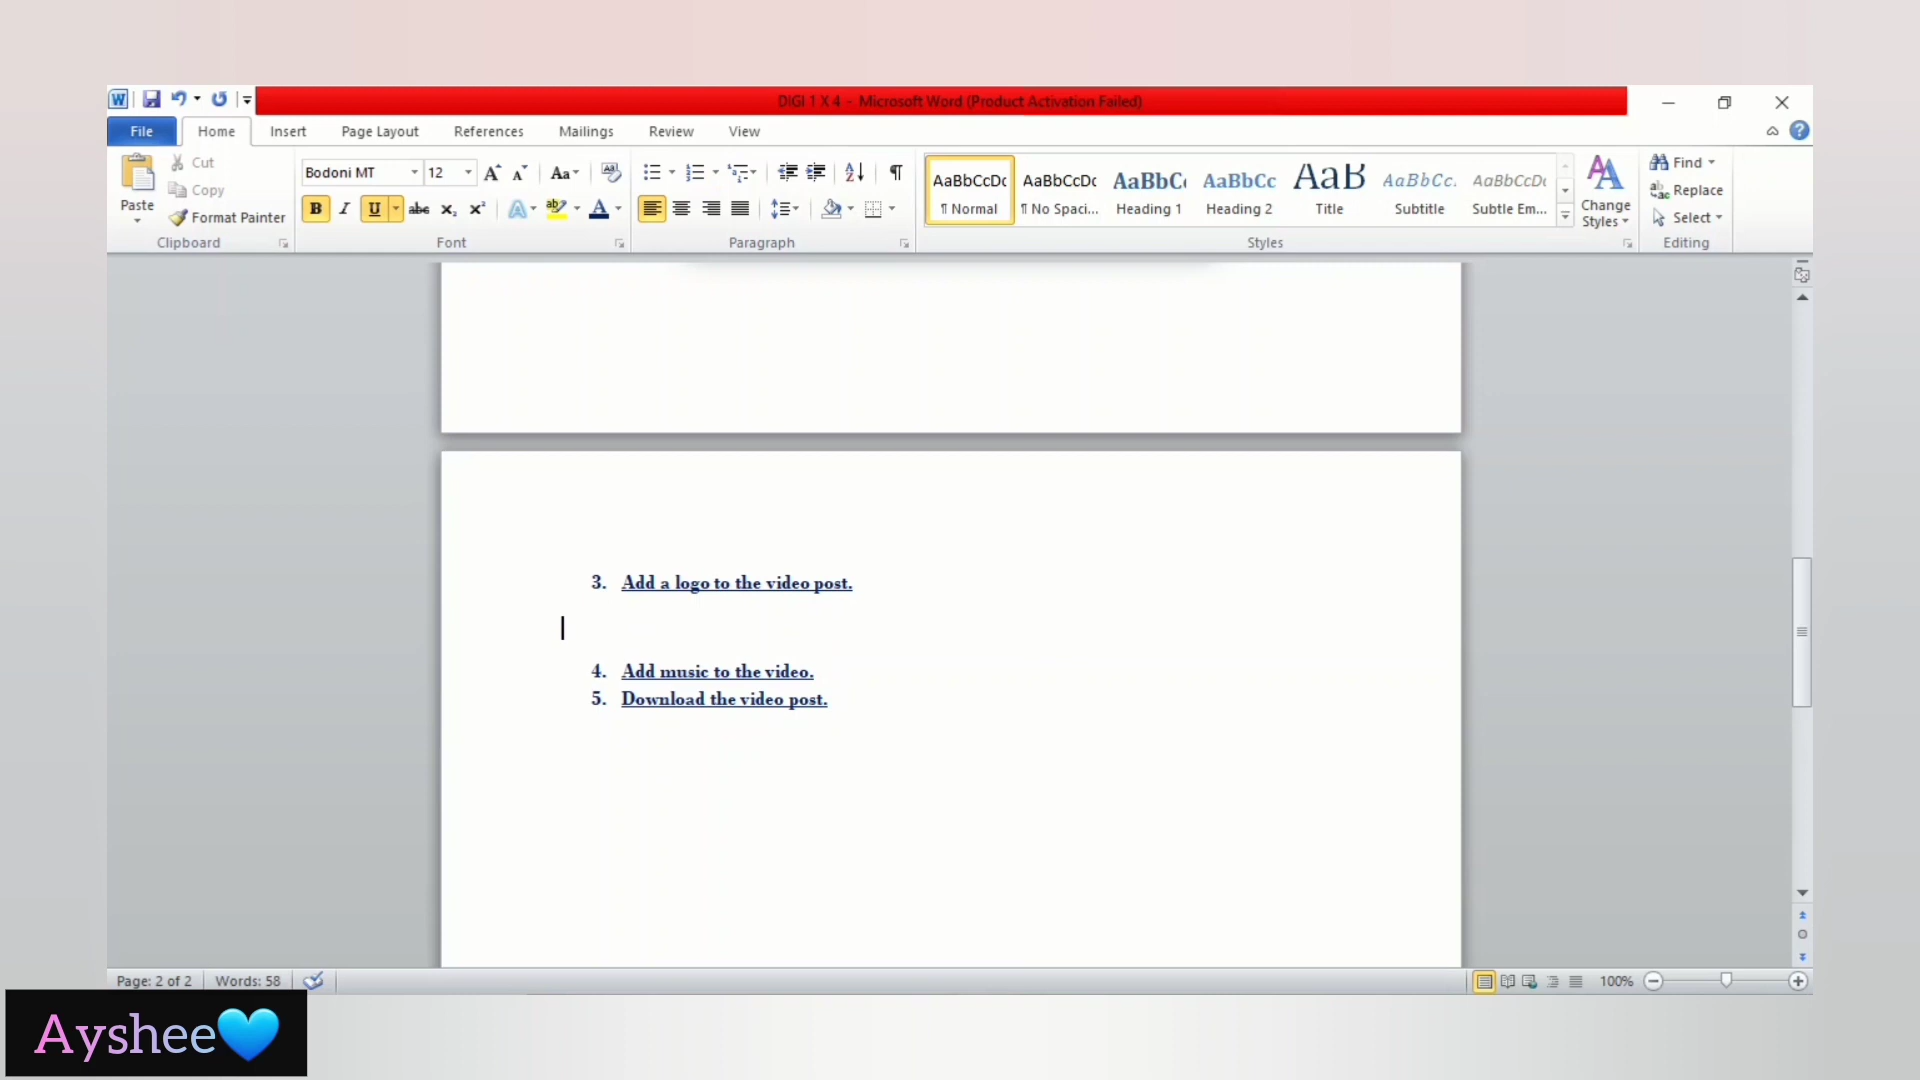 DIGI 1 X 4 - Microsoft Word (Product Activation Failed)
File Home Insert Page Layout References Mailings Review View
Paste
Cut
Copy
Format Painter
Clipboard
Bodoni MT 12
Font
Paragraph
AaBbCcDc AaBbCcDc AaBbC AaBbCc AaB AaBbCc. AaBbCcDc
¶ Normal ¶ No Spaci... Heading 1 Heading 2 Title Subtitle Subtle Em...
Styles
Change
Styles
Find
Replace
Select
Editing
3. Add a logo to the video post.
4. Add music to the video.
5. Download the video post.
Page: 2 of 2 Words: 58 100%
Ayshee💙